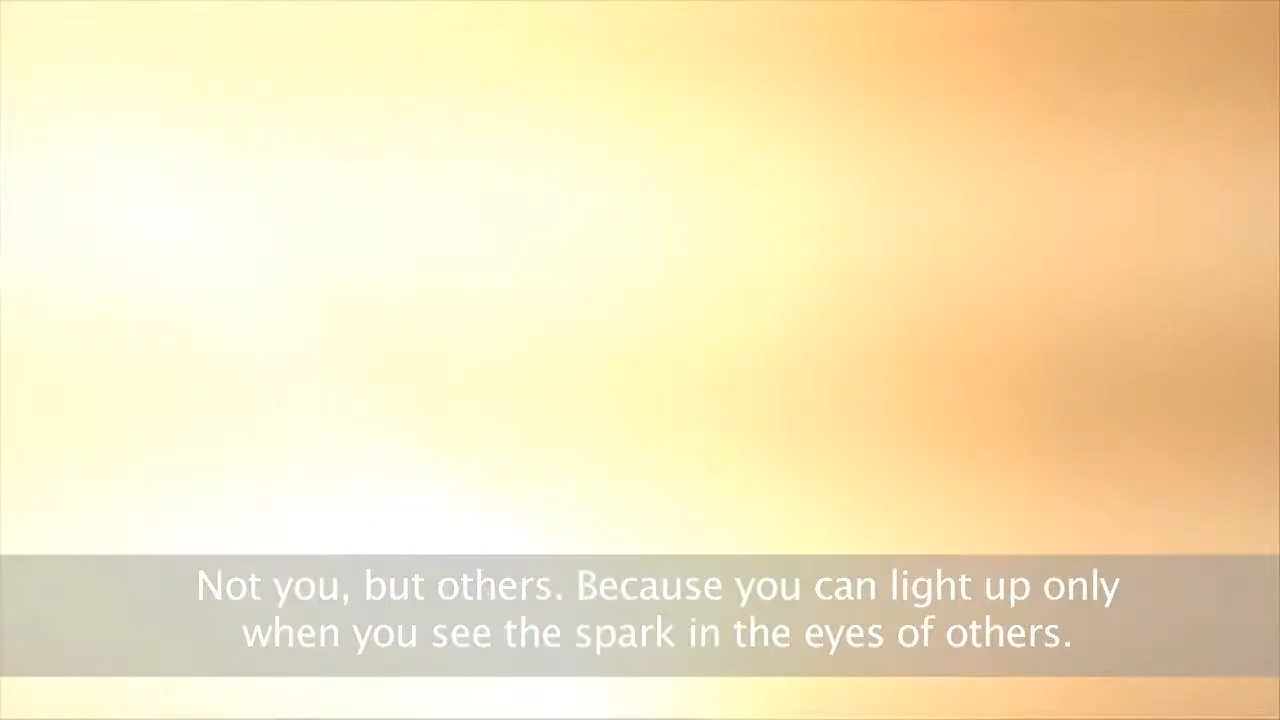 Not you, but others. Because you can light up only
when you see the spark in the eyes of others.